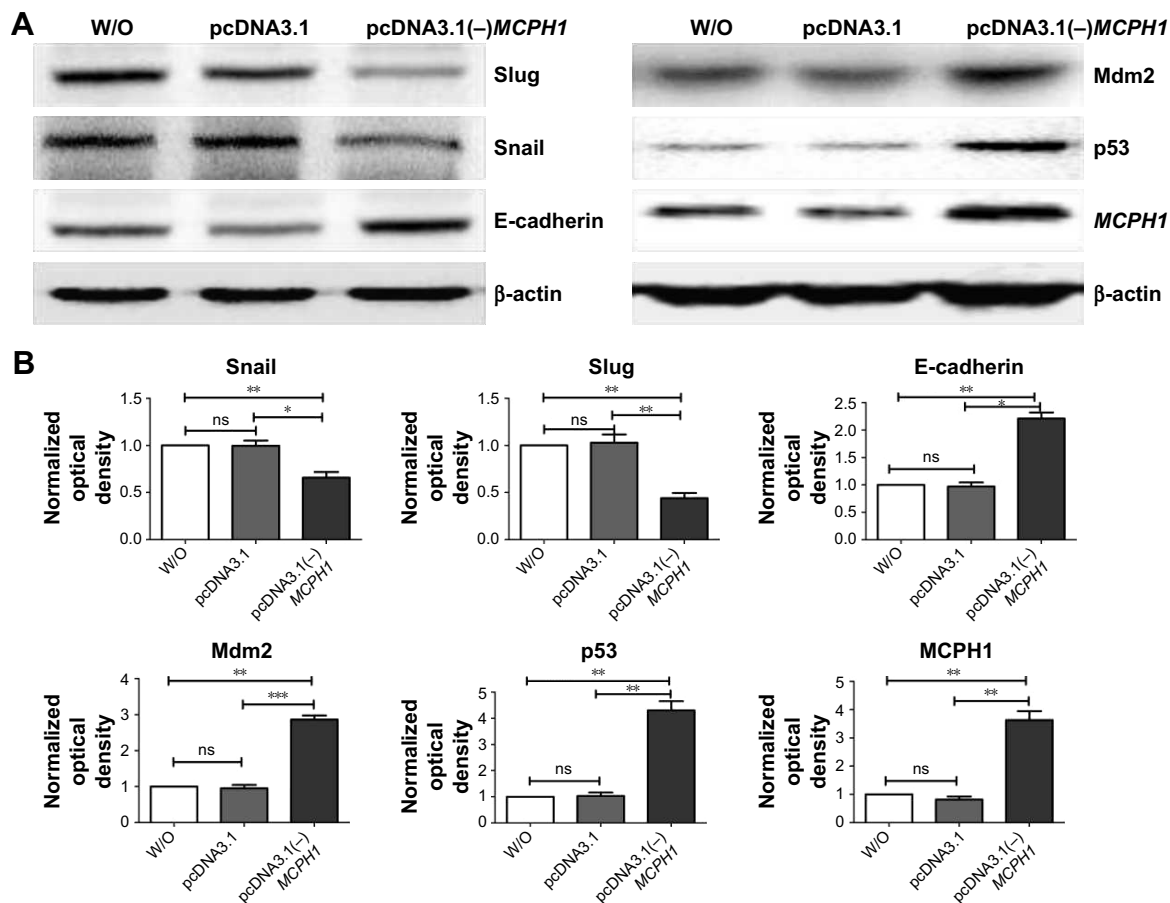 A
W/O pcDNA3.1 pcDNA3.1(–)MCPH1
Slug
Snail
E-cadherin
β-actin
W/O pcDNA3.1 pcDNA3.1(–)MCPH1
Mdm2
p53
MCPH1
β-actin
B
Snail
Normalized
optical
density
1.5
1.0
0.5
0.0
**
ns
*
W/O
pcDNA3.1
pcDNA3.1(–)
MCPH1
Slug
Normalized
optical
density
1.5
1.0
0.5
0.0
**
ns
**
W/O
pcDNA3.1
pcDNA3.1(–)
MCPH1
E-cadherin
Normalized
optical
density
2.5
2.0
1.5
1.0
0.5
0.0
**
*
ns
W/O
pcDNA3.1
pcDNA3.1(–)
MCPH1
Mdm2
Normalized
optical
density
4
3
2
1
0
**
***
ns
W/O
pcDNA3.1
pcDNA3.1(–)
MCPH1
p53
Normalized
optical
density
5
4
3
2
1
0
**
**
ns
W/O
pcDNA3.1
pcDNA3.1(–)
MCPH1
MCPH1
Normalized
optical
density
5
4
3
2
1
0
**
**
ns
W/O
pcDNA3.1
pcDNA3.1(–)
MCPH1